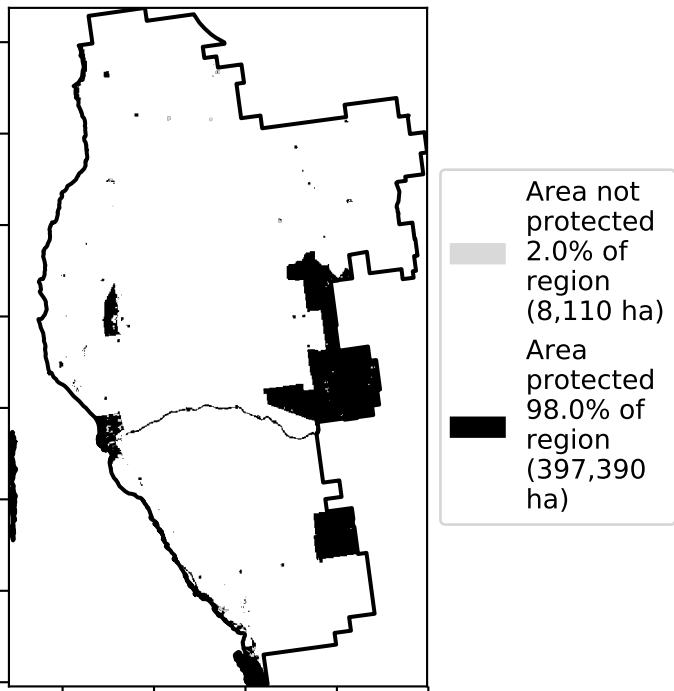 Area not
protected
2.0% of
region
(8,110 ha)
Area
protected
98.0% of
region
(397,390
ha)